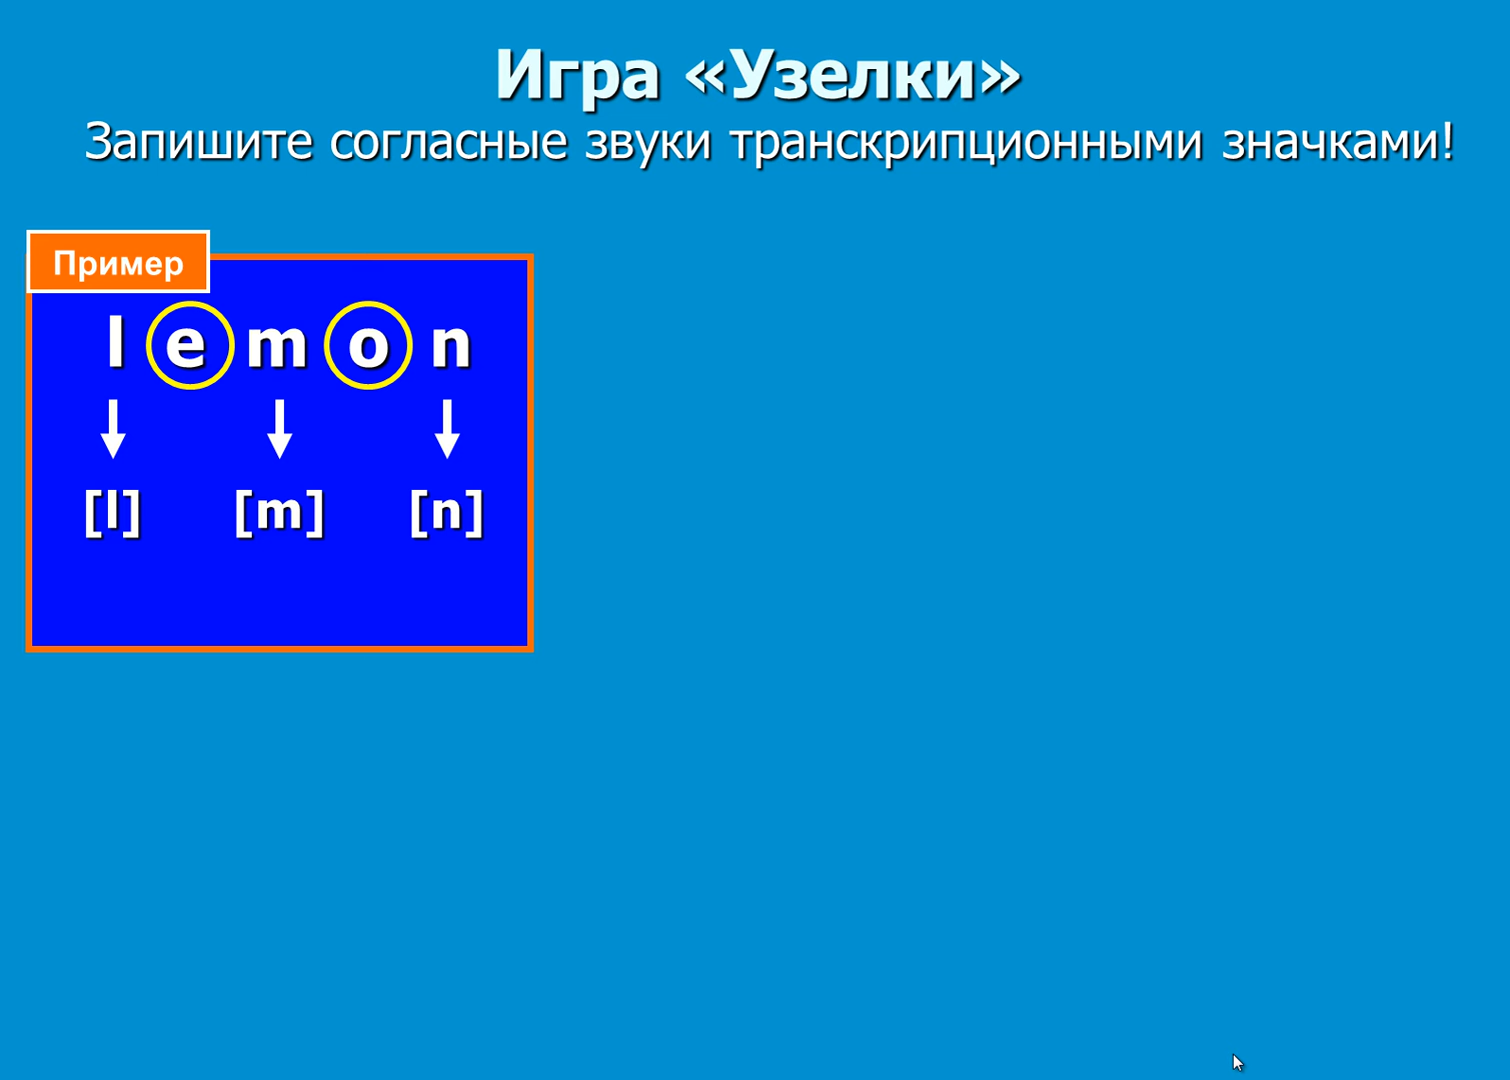 Игра «Узелки»
Запишите согласные звуки транскрипционными значками!
Пример
l e m o n
[l] [m] [n]